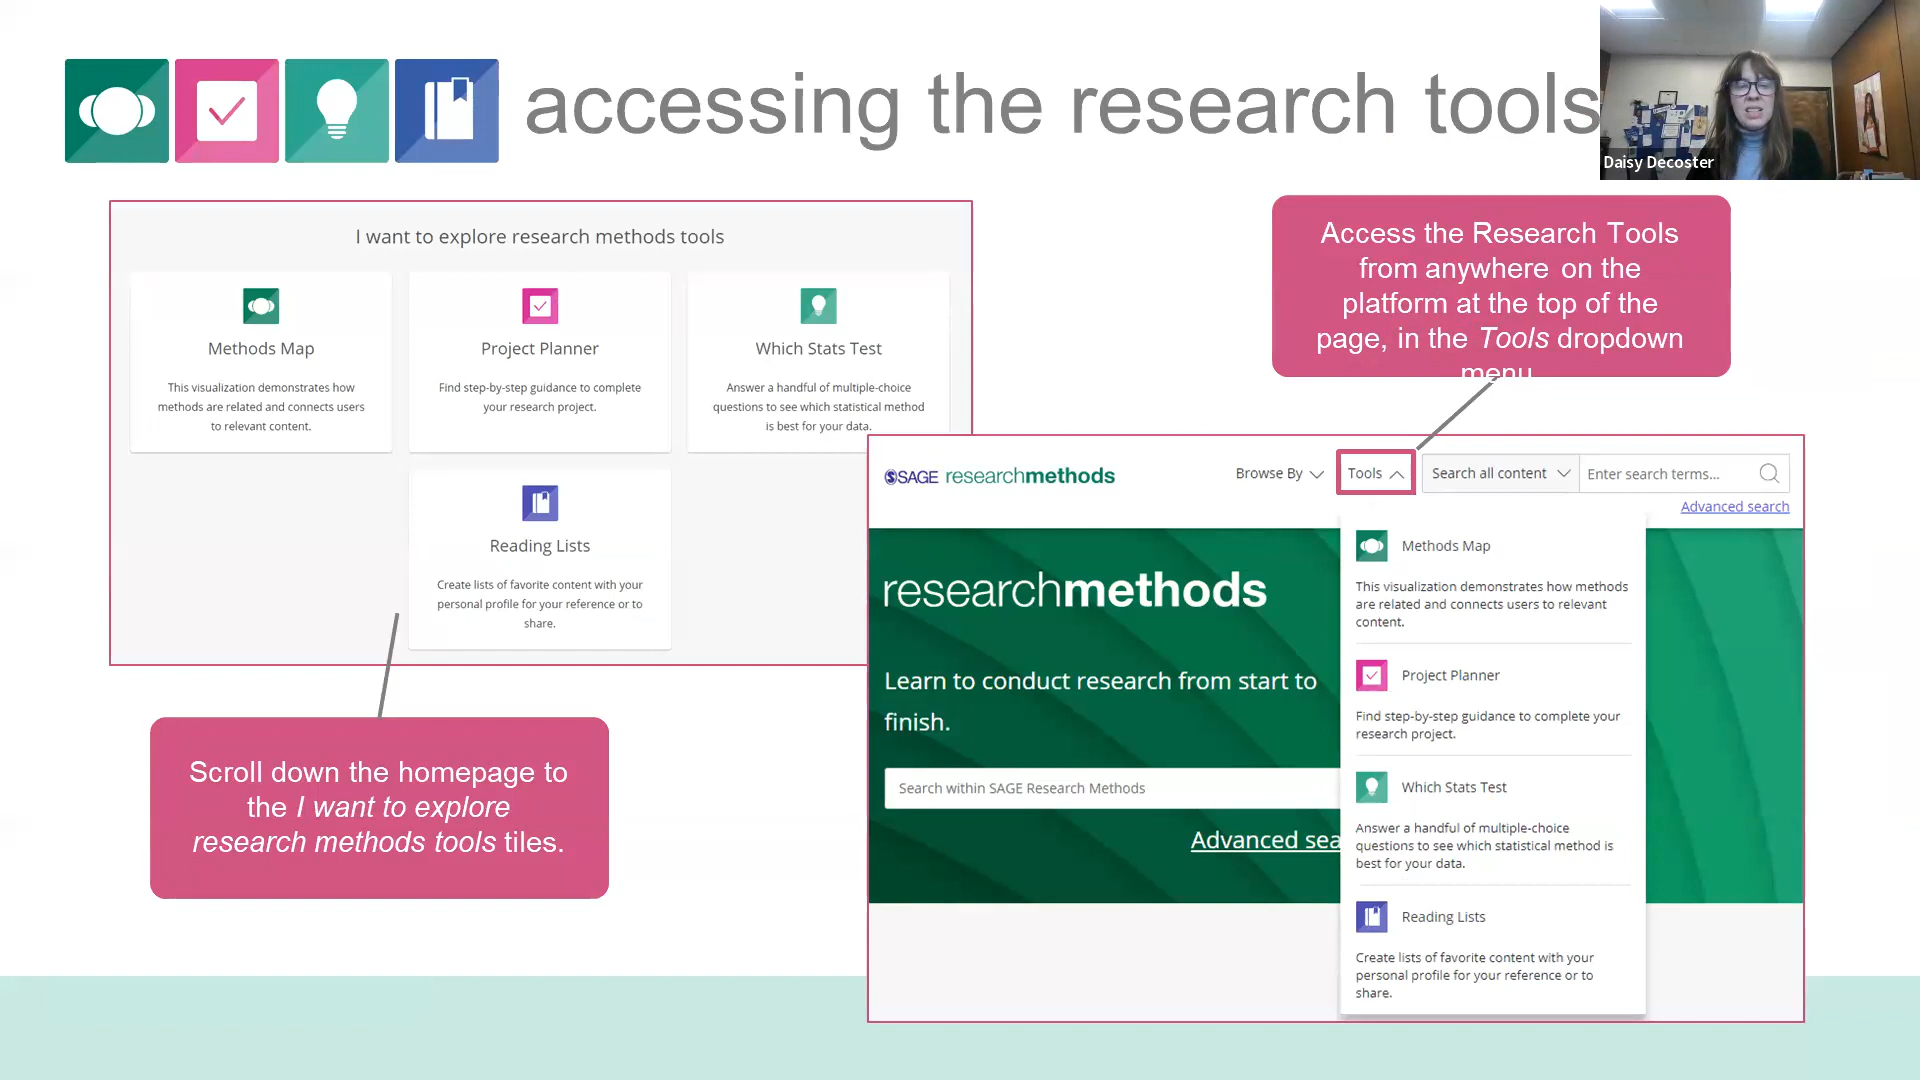 accessing the research tools
Daisy Decoster
I want to explore research methods tools
Methods Map
This visualization demonstrates how
methods are related and connects users
to relevant content.
Project Planner
Find step-by-step guidance to complete
your research project.
Which Stats Test
Answer a handful of multiple-choice
questions to see which statistical method
is best for your data.
Reading Lists
Create lists of favorite content with your
personal profile for your reference or to
share.
Scroll down the homepage to
the I want to explore
research methods tools tiles.
Access the Research Tools
from anywhere on the
platform at the top of the
page, in the Tools dropdown
menu
SAGE researchmethods
Browse By
Tools
Search all content
Enter search terms...
Advanced search
researchmethods
Learn to conduct research from start to
finish.
Search within SAGE Research Methods
Advanced sea
Methods Map
This visualization demonstrates how methods
are related and connects users to relevant
content.
Project Planner
Find step-by-step guidance to complete your
research project.
Which Stats Test
Answer a handful of multiple-choice
questions to see which statistical method is
best for your data.
Reading Lists
Create lists of favorite content with your
personal profile for your reference or to
share.